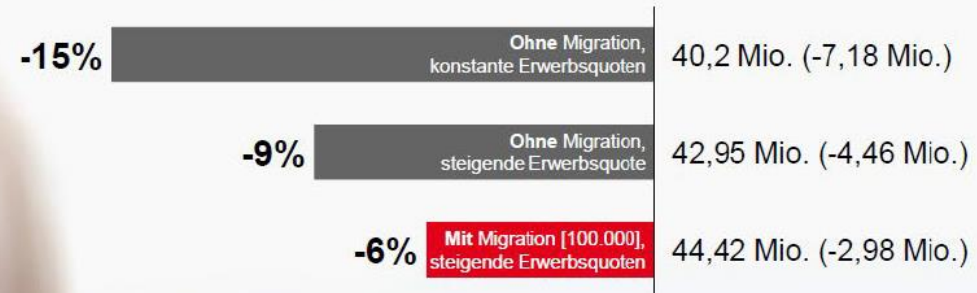 -15%
Ohne Migration,
konstante Erwerbsquoten
40,2 Mio. (-7,18 Mio.)
-9%
Ohne Migration,
steigende Erwerbsquote
42,95 Mio. (-4,46 Mio.)
-6%
Mit Migration [100.000],
steigende Erwerbsquoten
44,42 Mio. (-2,98 Mio.)